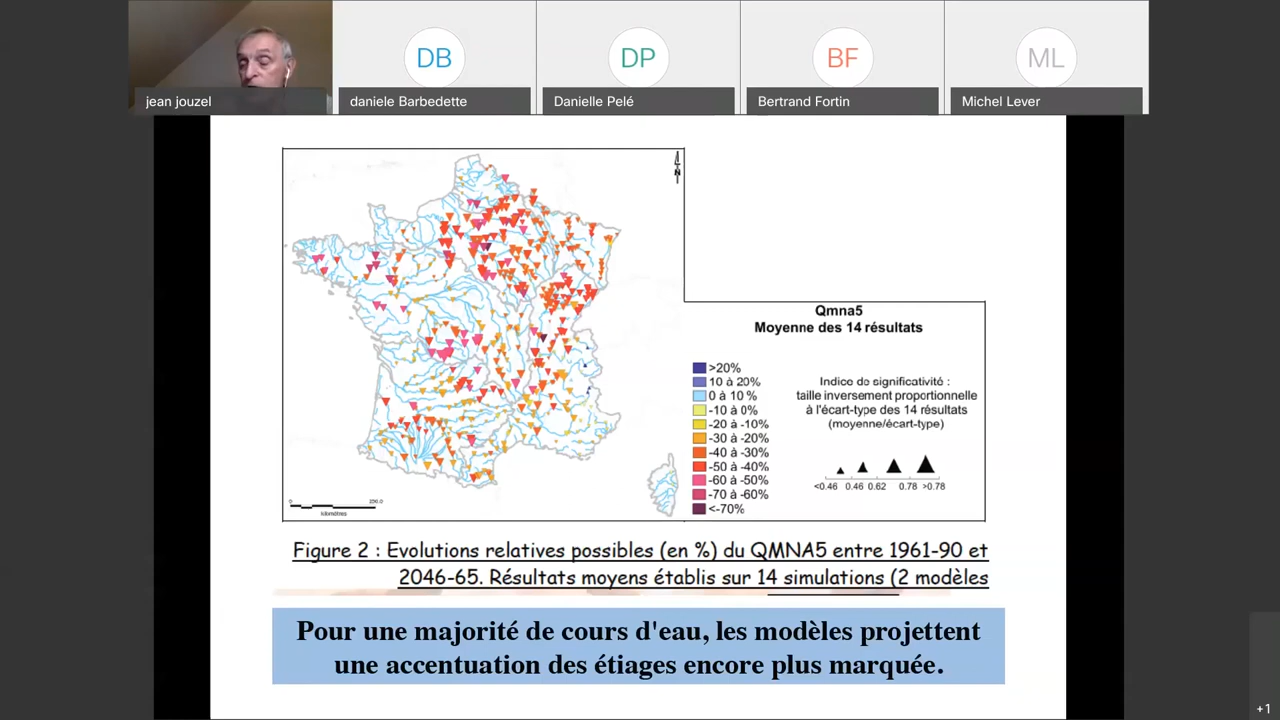 DB
DP
BF
ML
jean jouzel
daniele Barbedette
Danielle Pelé
Bertrand Fortin
Michel Lever
N
Qmna5
Moyenne des 14 résultats
>20%
10 à 20%
0 à 10 %
-10 à 0%
-20 à -10%
-30 à -20%
-40 à -30%
-50 à -40%
-60 à -50%
-70 à -60%
<-70%
Indice de significativité :
taille inversement proportionnelle
à l'écart-type des 14 résultats
(moyenne/écart-type)
<0.46 0.46 0.62 0.78 >0.78
0 250.0
kilomètres
Figure 2 : Evolutions relatives possibles (en %) du QMNA5 entre 1961-90 et
2046-65. Résultats moyens établis sur 14 simulations (2 modèles
Pour une majorité de cours d'eau, les modèles projettent
une accentuation des étiages encore plus marquée.
+1